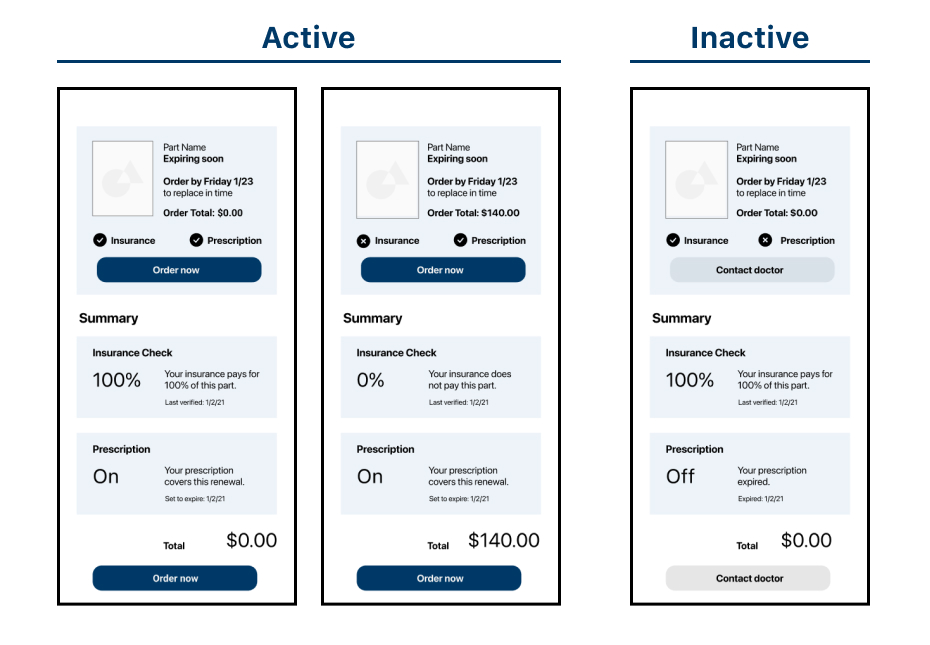 Active
Part Name
Expiring soon
Order by Friday 1/23
to replace in time
Order Total: $0.00
Insurance
Prescription
Order now
Summary
Insurance Check
100%
Your insurance pays for
100% of this part.
Last verified: 1/2/21
Prescription
On
Your prescription
covers this renewal.
Set to expire: 1/2/21
Total
$0.00
Order now
Part Name
Expiring soon
Order by Friday 1/23
to replace in time
Order Total: $140.00
Insurance
Prescription
Order now
Summary
Insurance Check
0%
Your insurance does
not pay this part.
Last verified: 1/2/21
Prescription
On
Your prescription
covers this renewal.
Set to expire: 1/2/21
Total
$140.00
Order now
Inactive
Part Name
Expiring soon
Order by Friday 1/23
to replace in time
Order Total: $0.00
Insurance
Prescription
Contact doctor
Summary
Insurance Check
100%
Your insurance pays for
100% of this part.
Last verified: 1/2/21
Prescription
Off
Your prescription
expired.
Expired: 1/2/21
Total
$0.00
Contact doctor